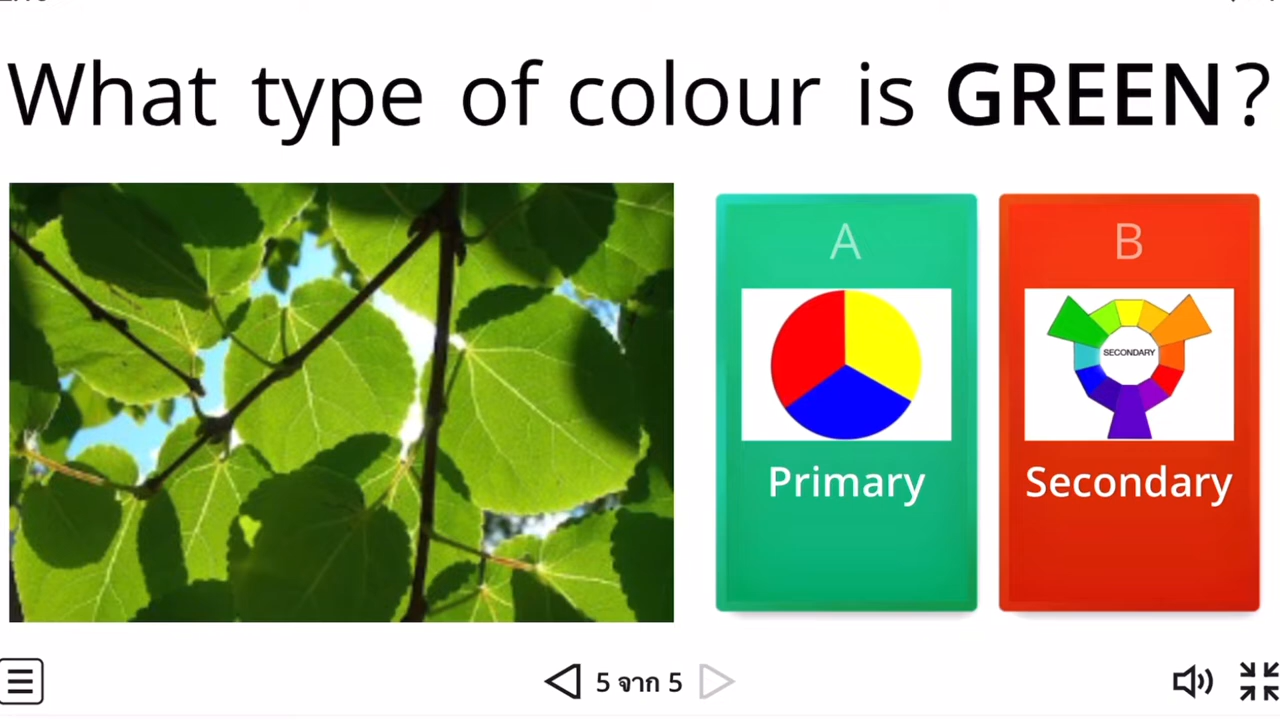 What type of colour is GREEN?
A
B
SECONDARY
Primary
Secondary
5 จาก 5